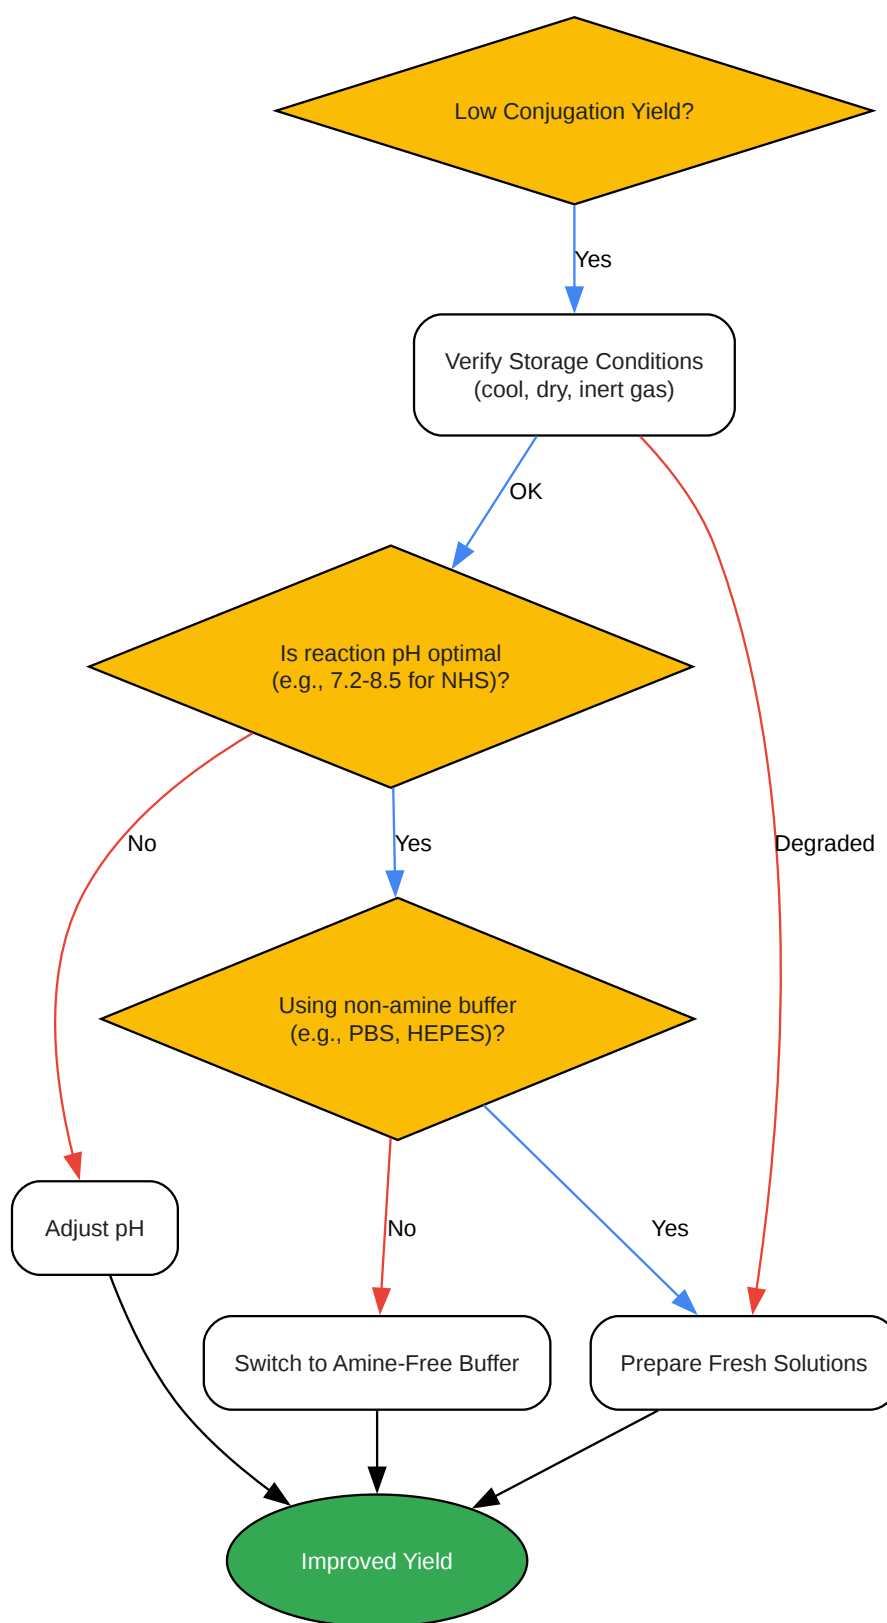 Low Conjugation Yield?
Yes
Verify Storage Conditions
(cool, dry, inert gas)
OK
Is reaction pH optimal
(e.g., 7.2-8.5 for NHS)?
No
Yes
Degraded
Using non-amine buffer
(e.g., PBS, HEPES)?
Adjust pH
No
Yes
Switch to Amine-Free Buffer
Prepare Fresh Solutions
Improved Yield